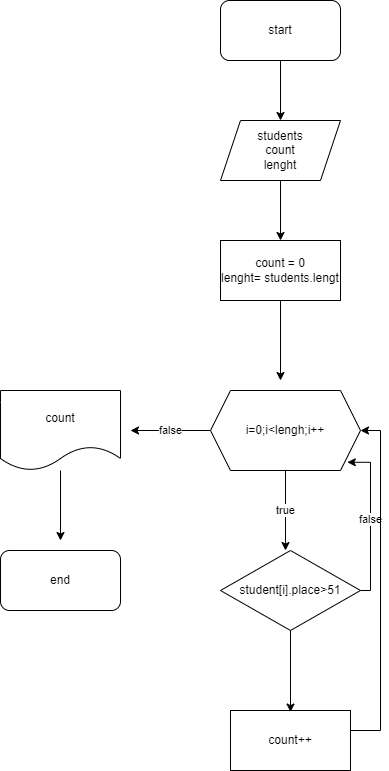 start
students
count
lenght
count = 0
lenght= students.lengt
i=0;i<lengh;i++
false
count
true
end
student[i].place>51
false
count++